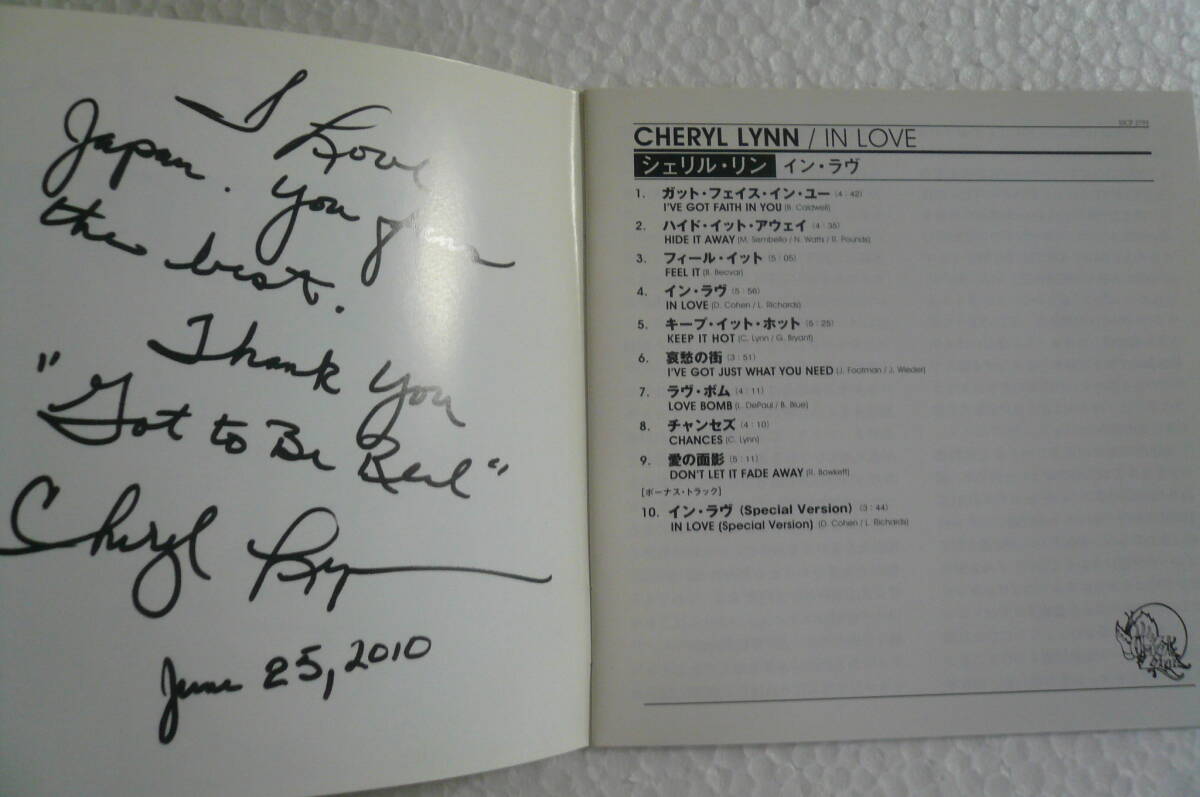 I Love
Japan. You guys
the best.
Thank You
"Got to Be Real"
Cheryl Lynn
June 25, 2010
CHERYL LYNN / IN LOVE
シェリル・リン イン・ラヴ
1. ガット・フェイス・イン・ユー (4:42)
I'VE GOT FAITH IN YOU (B. Caldwell)
2. ハイド・イット・アウェイ (4:35)
HIDE IT AWAY (M. Sembello / N. Watts / R. Pounds)
3. フィール・イット (5:05)
FEEL IT (B. Becvar)
4. イン・ラヴ (5:56)
IN LOVE (D. Cohen / L. Richards)
5. キープ・イット・ホット (5:25)
KEEP IT HOT (C. Lynn / G. Bryant)
6. 哀愁の街 (3:51)
I'VE GOT JUST WHAT YOU NEED (J. Footman / J. Wieder)
7. ラヴ・ボム (4:11)
LOVE BOMB (L. DePaul / B. Blue)
8. チャンセズ (4:10)
CHANCES (C. Lynn)
9. 愛の面影 (5:11)
DON'T LET IT FADE AWAY (R. Bowkett)
[ボーナス・トラック]
10. イン・ラヴ (Special Version) (3:44)
IN LOVE (Special Version) (D. Cohen / L. Richards)